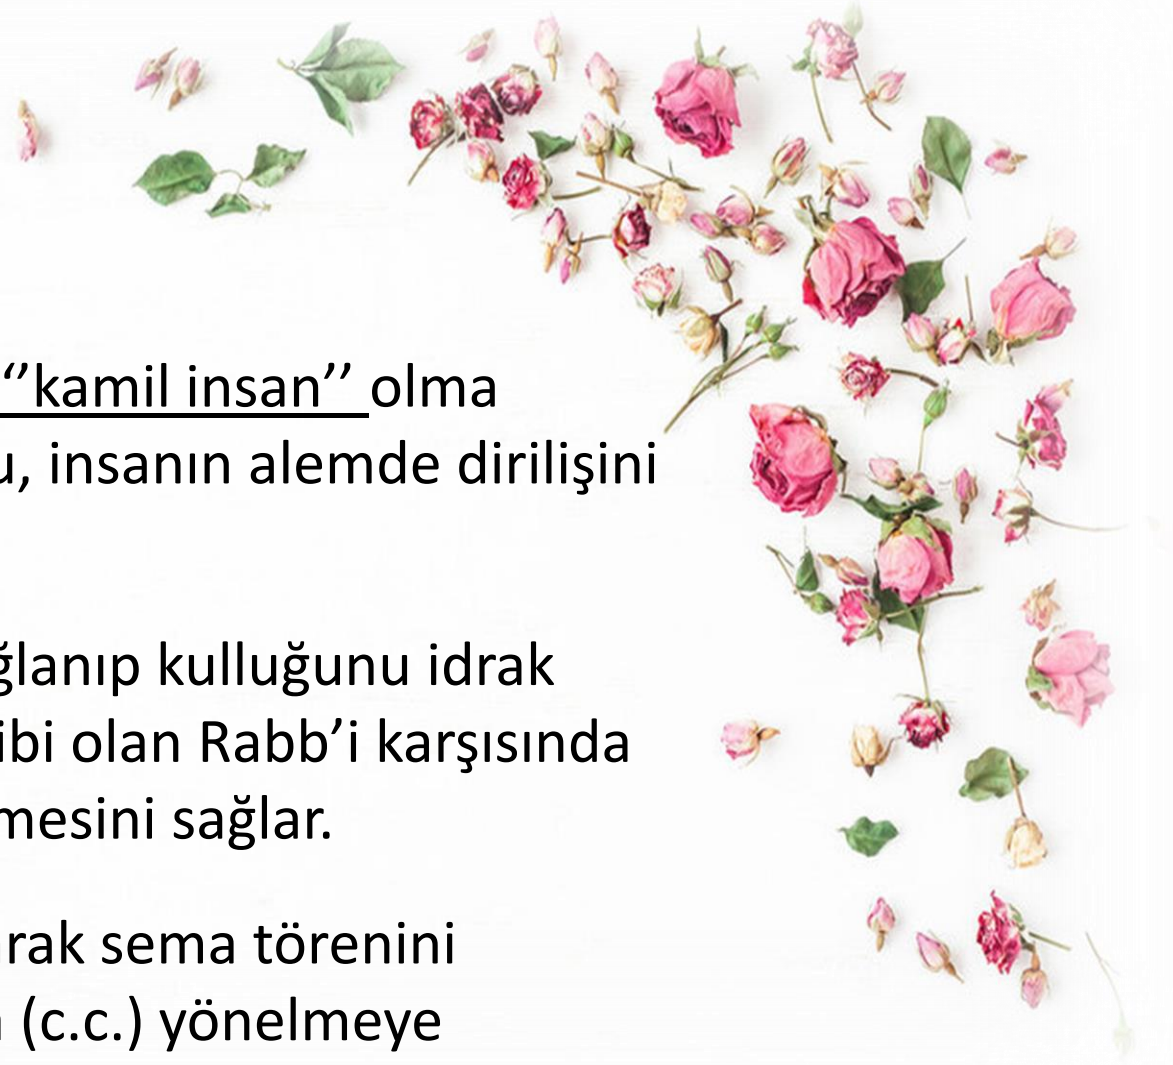 ‘’kamil insan’’ olma
u, insanın alemde dirilişini
ğlanıp kulluğunu idrak
ibi olan Rabb’i karşısında
mesini sağlar.
rak sema törenini
(c.c.) yönelmeye